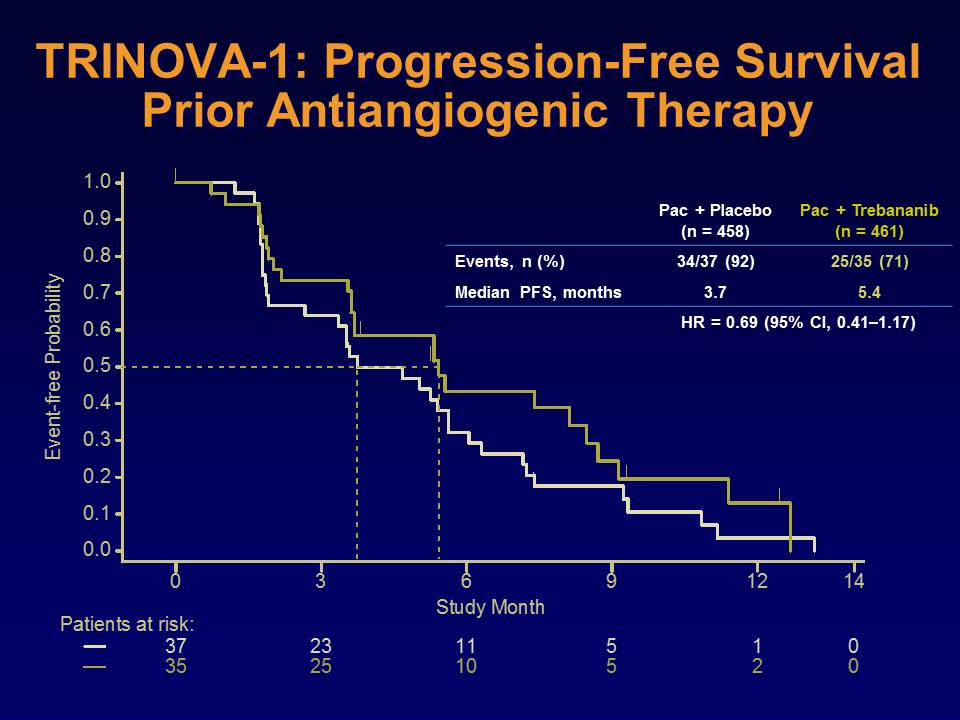 TRINOVA-1: Progression-Free Survival
Prior Antiangiogenic Therapy
Event-free Probability
1.0
0.9
0.8
0.7
0.6
0.5
0.4
0.3
0.2
0.1
0.0
Pac + Placebo Pac + Trebananib
(n = 458) (n = 461)
Events, n (%) 34/37 (92) 25/35 (71)
Median PFS, months 3.7 5.4
HR = 0.69 (95% CI, 0.41–1.17)
0 3 6 9 12 14
Study Month
Patients at risk:
37 23 11 5 1 0
35 25 10 5 2 0